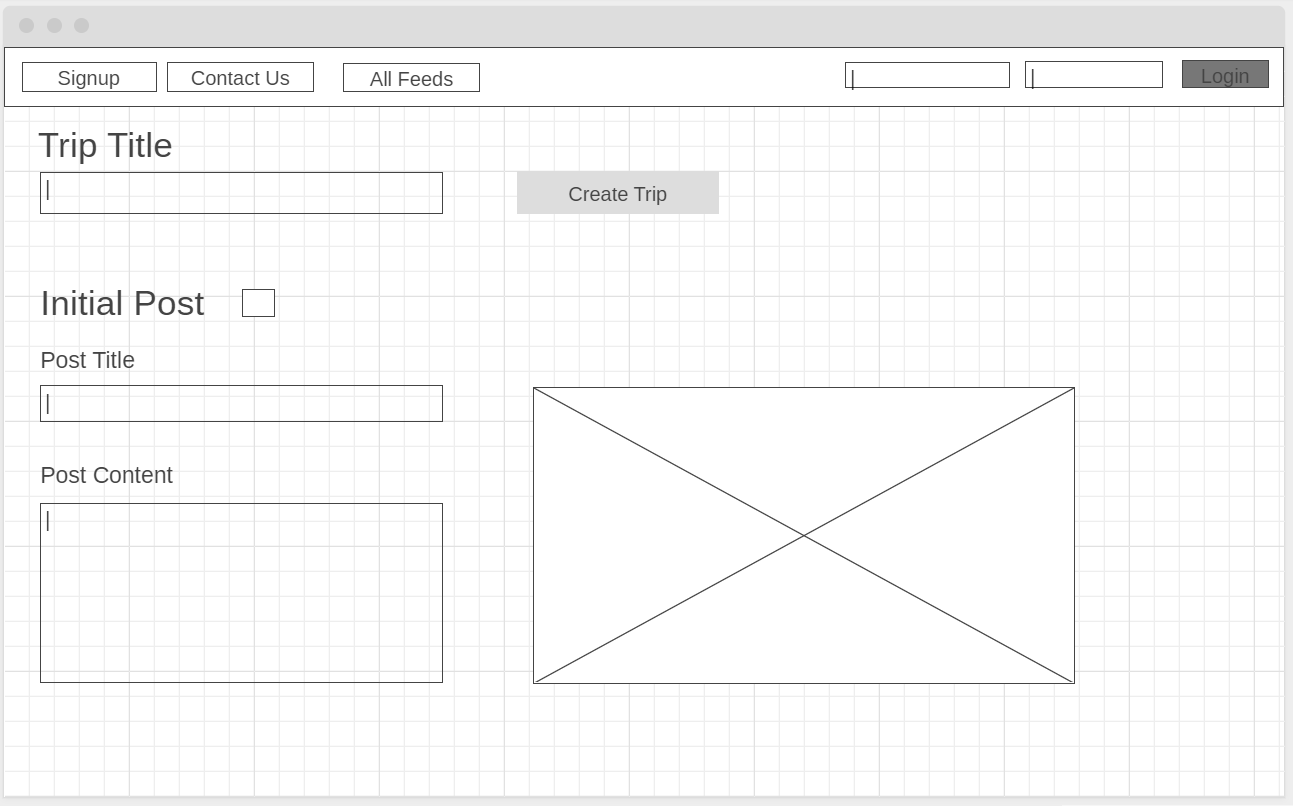 Signup Contact Us All Feeds Login
Trip Title
Create Trip
Initial Post
Post Title
Post Content